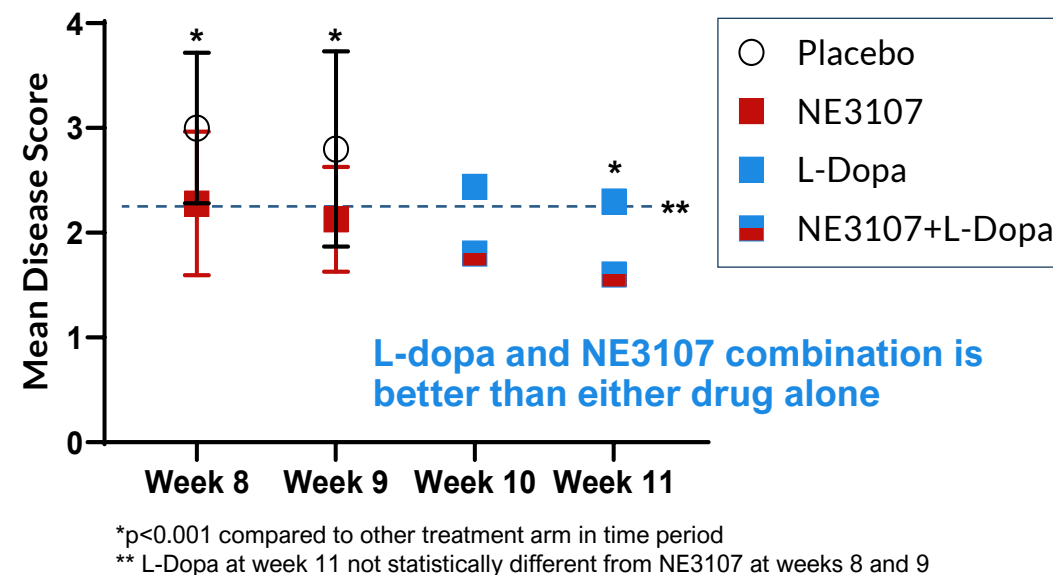 Mean Disease Score
4
3
2
1
0
*
*
*
**
Placebo
NE3107
L-Dopa
NE3107+L-Dopa
L-dopa and NE3107 combination is
better than either drug alone
Week 8 Week 9 Week 10 Week 11
*p<0.001 compared to other treatment arm in time period
** L-Dopa at week 11 not statistically different from NE3107 at weeks 8 and 9